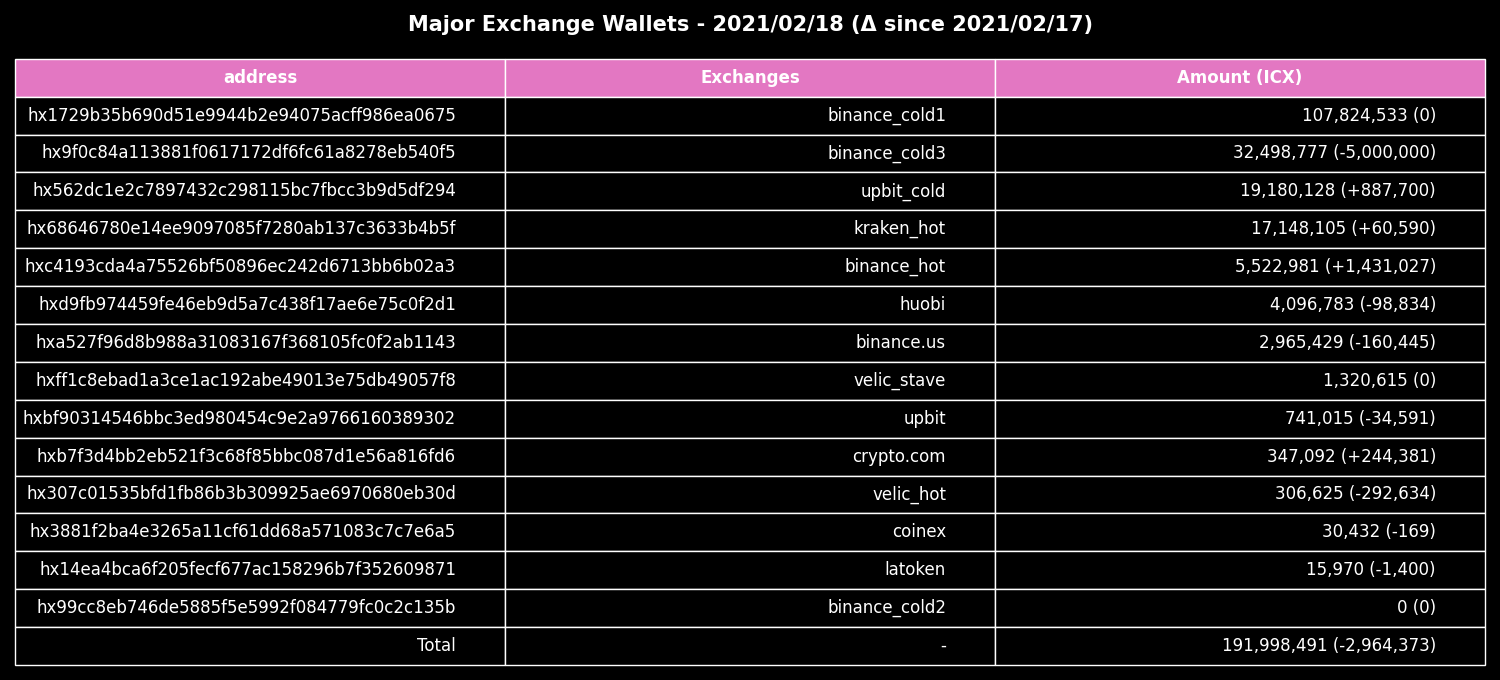 Major Exchange Wallets - 2021/02/18 (Δ since 2021/02/17)
address Exchanges Amount (ICX)
hx1729b35b690d51e9944b2e94075acff986ea0675 binance_cold1 107,824,533 (0)
hx9f0c84a113881f0617172df6fc61a8278eb540f5 binance_cold3 32,498,777 (-5,000,000)
hx562dc1e2c7897432c298115bc7fbcc3b9d5df294 upbit_cold 19,180,128 (+887,700)
hx68646780e14ee9097085f7280ab137c3633b4b5f kraken_hot 17,148,105 (+60,590)
hxc4193cda4a75526bf50896ec242d6713bb6b02a3 binance_hot 5,522,981 (+1,431,027)
hxd9fb974459fe46eb9d5a7c438f17ae6e75c0f2d1 huobi 4,096,783 (-98,834)
hxa527f96d8b988a31083167f368105fc0f2ab1143 binance.us 2,965,429 (-160,445)
hxff1c8ebad1a3ce1ac192abe49013e75db49057f8 velic_stave 1,320,615 (0)
hxbf90314546bbc3ed980454c9e2a9766160389302 upbit 741,015 (-34,591)
hxb7f3d4bb2eb521f3c68f85bbc087d1e56a816fd6 crypto.com 347,092 (+244,381)
hx307c01535bfd1fb86b3b309925ae6970680eb30d velic_hot 306,625 (-292,634)
hx3881f2ba4e3265a11cf61dd68a571083c7c7e6a5 coinex 30,432 (-169)
hx14ea4bca6f205fecf677ac158296b7f352609871 latoken 15,970 (-1,400)
hx99cc8eb746de5885f5e5992f084779fc0c2c135b binance_cold2 0 (0)
Total - 191,998,491 (-2,964,373)